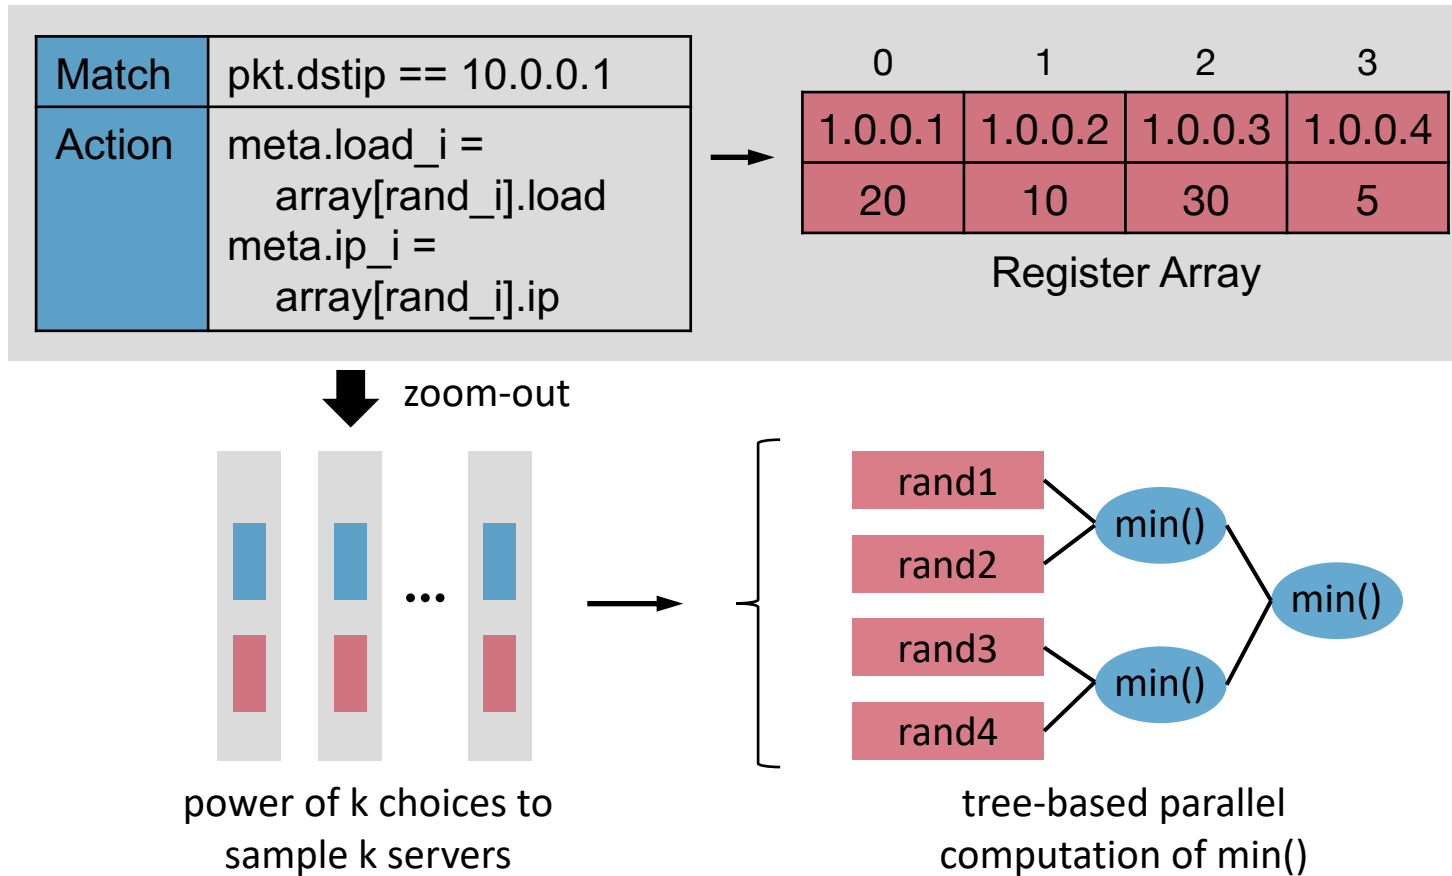 Match pkt.dstip == 10.0.0.1
Action meta.load_i =
array[rand_i].load
meta.ip_i =
array[rand_i].ip
0 1 2 3
1.0.0.1 1.0.0.2 1.0.0.3 1.0.0.4
20 10 30 5
Register Array
zoom-out
...
power of k choices to
sample k servers
rand1
rand2
rand3
rand4
min()
min()
min()
tree-based parallel
computation of min()